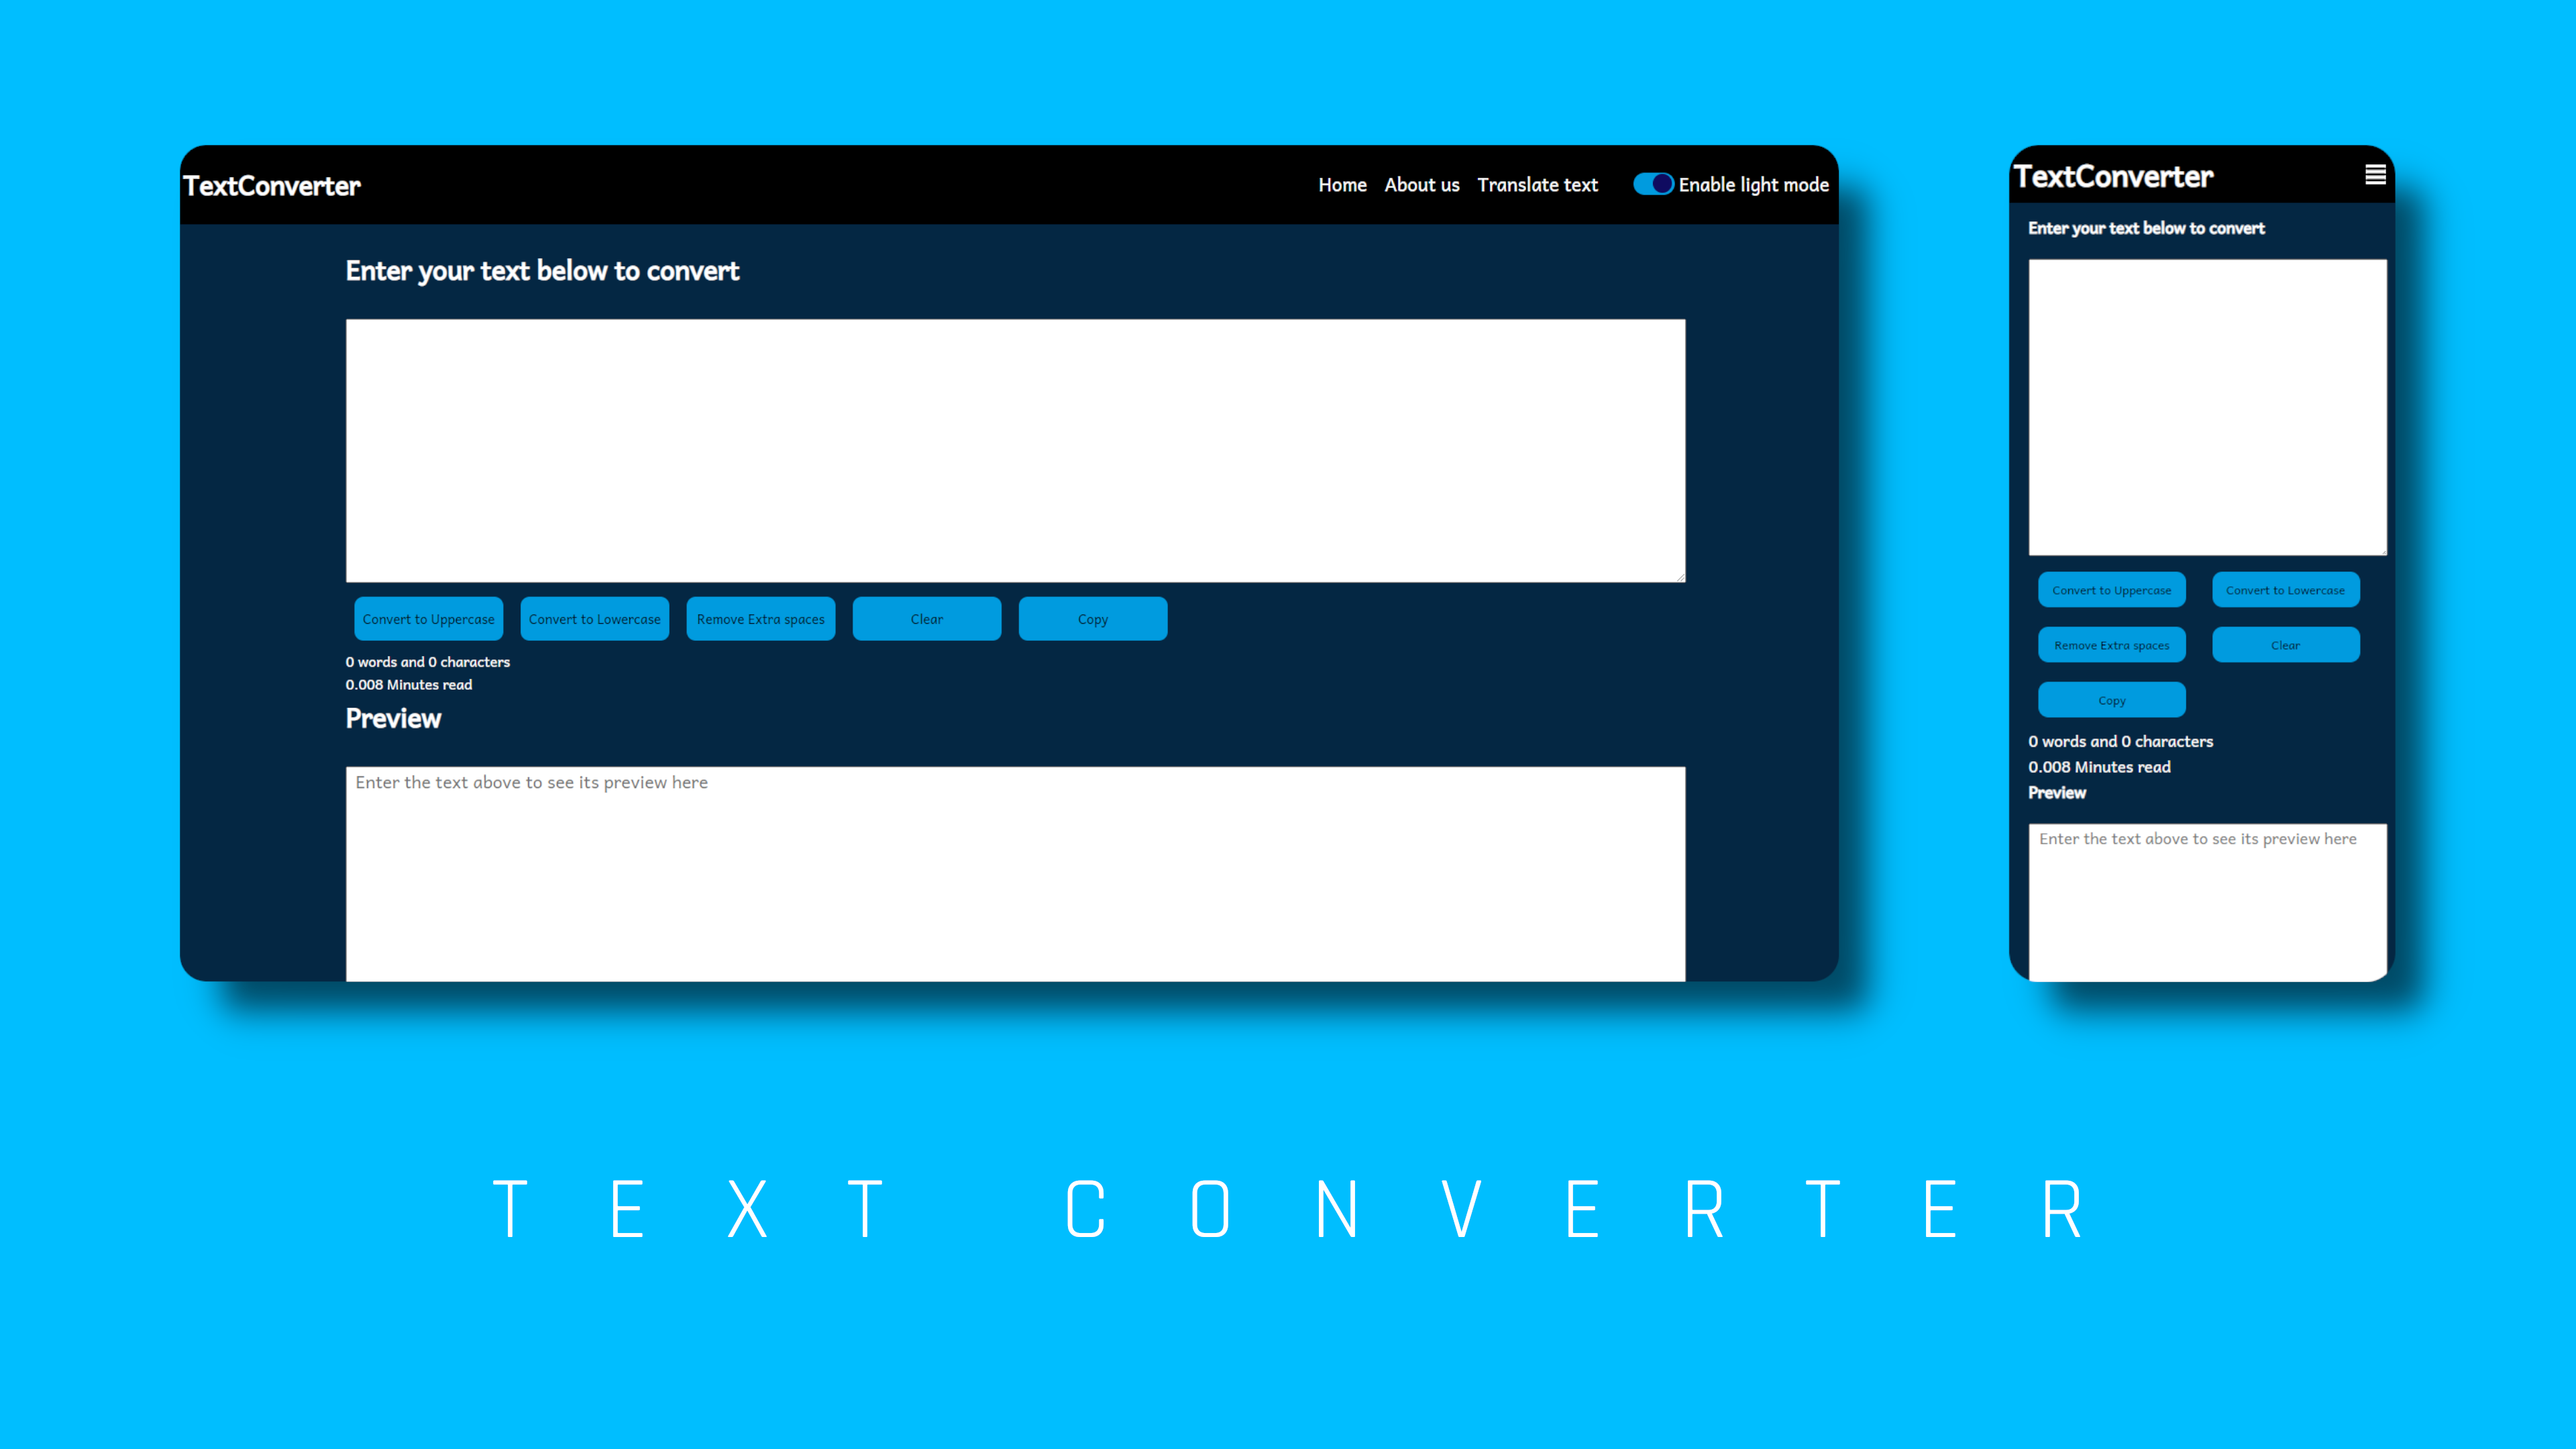 TextConverter
Home About us Translate text Enable light mode
Enter your text below to convert
Convert to Uppercase Convert to Lowercase Remove Extra spaces Clear Copy
0 words and 0 characters
0.008 Minutes read
Preview
Enter the text above to see its preview here
TextConverter
Enter your text below to convert
Convert to Uppercase Convert to Lowercase
Remove Extra spaces Clear
Copy
0 words and 0 characters
0.008 Minutes read
Preview
Enter the text above to see its preview here
TEXT CONVERTER